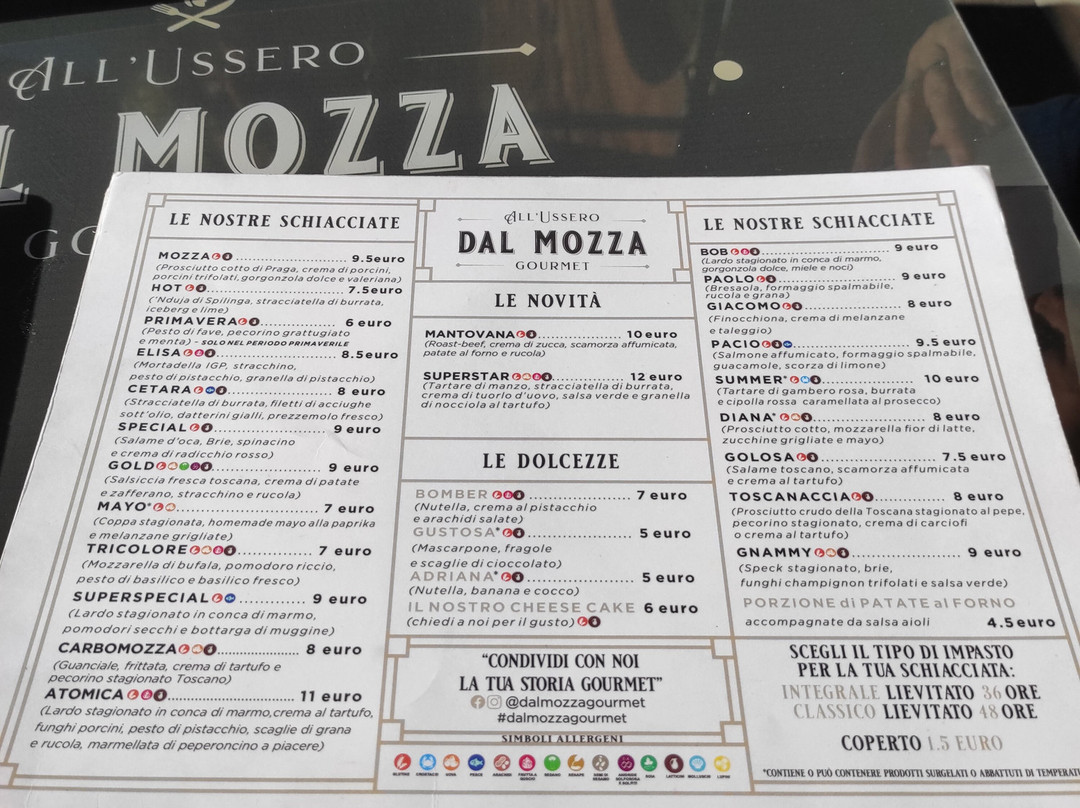 ALL'USSERO
MOZZA
LE NOSTRE SCHIACCIATE
MOZZA.......................... 9.5euro
(Prosciutto cotto di Praga, crema di porcini,
porcini trifolati, gorgonzola dolce e valeriana)
HOT.......................... 7.5euro
('Nduja di Spilinga, stracciatella di burrata,
iceberg e lime)
PRIMAVERA.................. 6 euro
(Pesto di fave, pecorino grattugiato
e menta) - SOLO NEL PERIODO PRIMAVERILE
ELISA.......................... 8.5euro
(Mortadella IGP, stracchino,
pesto di pistacchio, granella di pistacchio)
CETARA.......................... 8 euro
(Stracciatella di burrata, filetti di acciughe
sott'olio, datterini gialli, prezzemolo fresco)
SPECIAL.......................... 9euro
(Salame d'oca, Brie, spinacino
e crema di radicchio rosso)
GOLD.......................... 9 euro
(Salsiccia fresca toscana, crema di patate
e zafferano, stracchino e rucola)
MAYO*.......................... 7 euro
(Coppa stagionata, homemade mayo alla paprika
e melanzane grigliate)
TRICOLORE.................. 7 euro
(Mozzarella di bufala, pomodoro riccio,
pesto di basilico e basilico fresco)
SUPERSPECIAL.................. 9 euro
(Lardo stagionato in conca di marmo,
pomodori secchi e bottarga di muggine)
CARBOMOZZA.................. 8 euro
(Guanciale, frittata, crema di tartufo e
pecorino stagionato Toscano)
ATOMICA.......................... 11 euro
(Lardo stagionato in conca di marmo,crema al tartufo,
funghi porcini, pesto di pistacchio, scaglie di grana
e rucola, marmellata di peperoncino a piacere)
ALL'USSERO
DAL MOZZA
GOURMET
LE NOVITÀ
MANTOVANA.................. 10 euro
(Roast-beef, crema di zucca, scamorza affumicata,
patate al forno e rucola)
SUPERSTAR.................. 12 euro
(Tartare di manzo, stracciatella di burrata,
crema di tuorlo d'uovo, salsa verde e granella
di nocciola al tartufo)
LE DOLCEZZE
BOMBER.................. 7 euro
(Nutella, crema al pistacchio
e arachidi salate)
GUSTOSA*.................. 5 euro
(Mascarpone, fragole
e scaglie di cioccolato)
ADRIANA*.................. 5 euro
(Nutella, banana e cocco)
IL NOSTRO CHEESE CAKE 6 euro
(chiedi a noi per il gusto)
"CONDIVIDI CON NOI
LA TUA STORIA GOURMET"
@dalmozzagourmet
#dalmozzagourmet
SIMBOLI ALLERGENI
LE NOSTRE SCHIACCIATE
BOB.......................... 9 euro
(Lardo stagionato in conca di marmo,
gorgonzola dolce, miele e noci)
PAOLO.......................... 9 euro
(Bresaola, formaggio spalmabile,
rucola e grana)
GIACOMO.................. 8 euro
(Finocchiona, crema di melanzane
e taleggio)
PACIO.......................... 9.5 euro
(Salmone affumicato, formaggio spalmabile,
guacamole, scorza di limone)
SUMMER*.................. 10 euro
(Tartare di gambero rosa, burrata
e cipolla rossa caramellata al prosecco)
DIANA*.................. 8 euro
(Prosciutto cotto, mozzarella fior di latte,
zucchine grigliate e mayo)
GOLOSA.................. 7.5 euro
(Salame toscano, scamorza affumicata
e crema al tartufo)
TOSCANACCIA.................. 8 euro
(Prosciutto crudo della Toscana stagionato al pepe,
pecorino stagionato, crema di carciofi
o crema al tartufo)
GNAMMY.................. 9 euro
(Speck stagionato, brie,
funghi champignon trifolati e salsa verde)
PORZIONE di PATATE al FORNO
accompagnate da salsa aioli 4.5euro
SCEGLI IL TIPO DI IMPASTO
PER LA TUA SCHIACCIATA:
INTEGRALE LIEVITATO 36 ORE
CLASSICO LIEVITATO 48 ORE
COPERTO 1.5 EURO
*CONTIENE O PUÒ CONTENERE PRODOTTI SURGELATI O ABBATTUTI DI